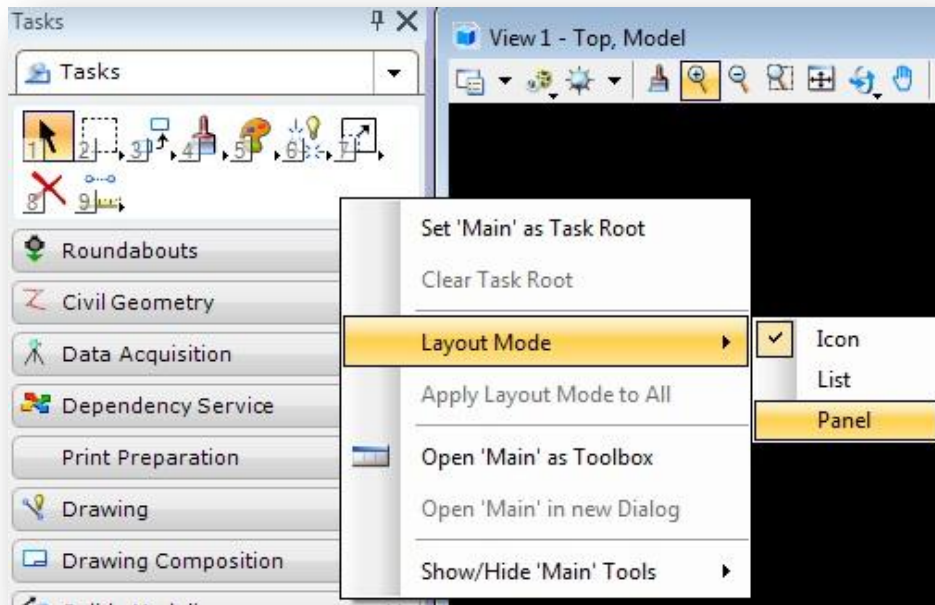 Tasks
View 1 - Top, Model
Tasks
1 2 3 4 5 6 7
8 9
Roundabouts
Civil Geometry
Data Acquisition
Dependency Service
Print Preparation
Drawing
Drawing Composition
Set 'Main' as Task Root
Clear Task Root
Layout Mode
Apply Layout Mode to All
Open 'Main' as Toolbox
Open 'Main' in new Dialog
Show/Hide 'Main' Tools
Icon
List
Panel